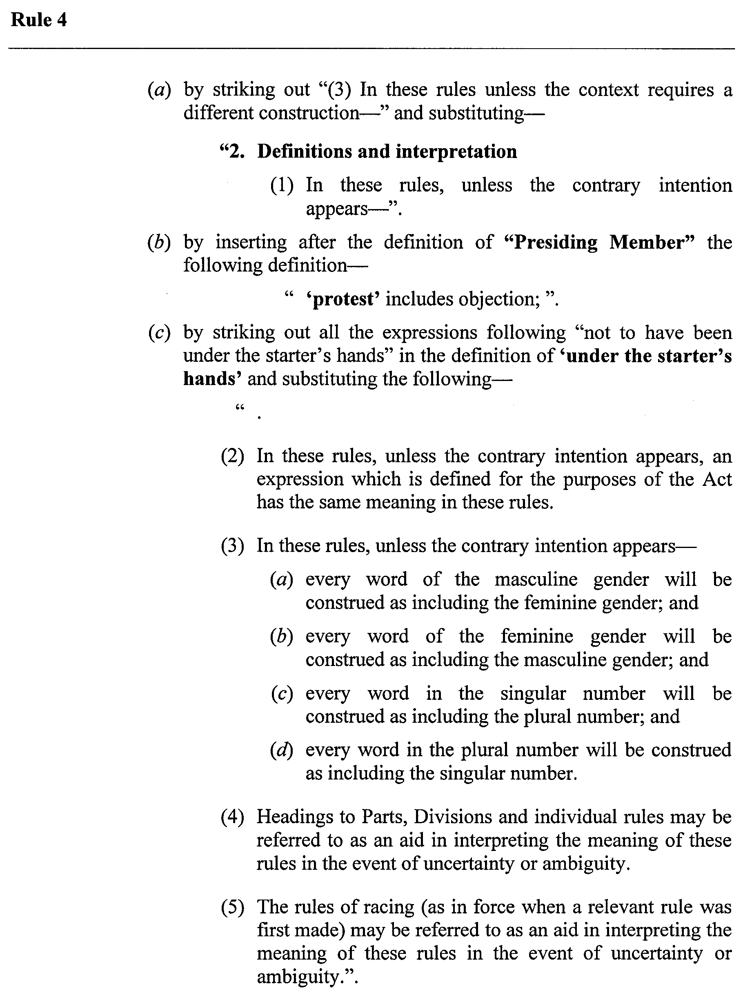 Rule 4
(a) by striking out “(3) In these rules unless the context requires a
different construction—” and substituting—
“2. Definitions and interpretation
(1) In these rules, unless the contrary intention
appears—”.
(b) by inserting after the definition of “Presiding Member” the
following definition—
“ ‘protest’ includes objection; ”.
(c) by striking out all the expressions following “not to have been
under the starter’s hands” in the definition of ‘under the starter’s
hands’ and substituting the following—
“ .
(2) In these rules, unless the contrary intention appears, an
expression which is defined for the purposes of the Act
has the same meaning in these rules.
(3) In these rules, unless the contrary intention appears—
(a) every word of the masculine gender will be
construed as including the feminine gender; and
(b) every word of the feminine gender will be
construed as including the masculine gender; and
(c) every word in the singular number will be
construed as including the plural number; and
(d) every word in the plural number will be construed
as including the singular number.
(4) Headings to Parts, Divisions and individual rules may be
referred to as an aid in interpreting the meaning of these
rules in the event of uncertainty or ambiguity.
(5) The rules of racing (as in force when a relevant rule was
first made) may be referred to as an aid in interpreting the
meaning of these rules in the event of uncertainty or
ambiguity.”.